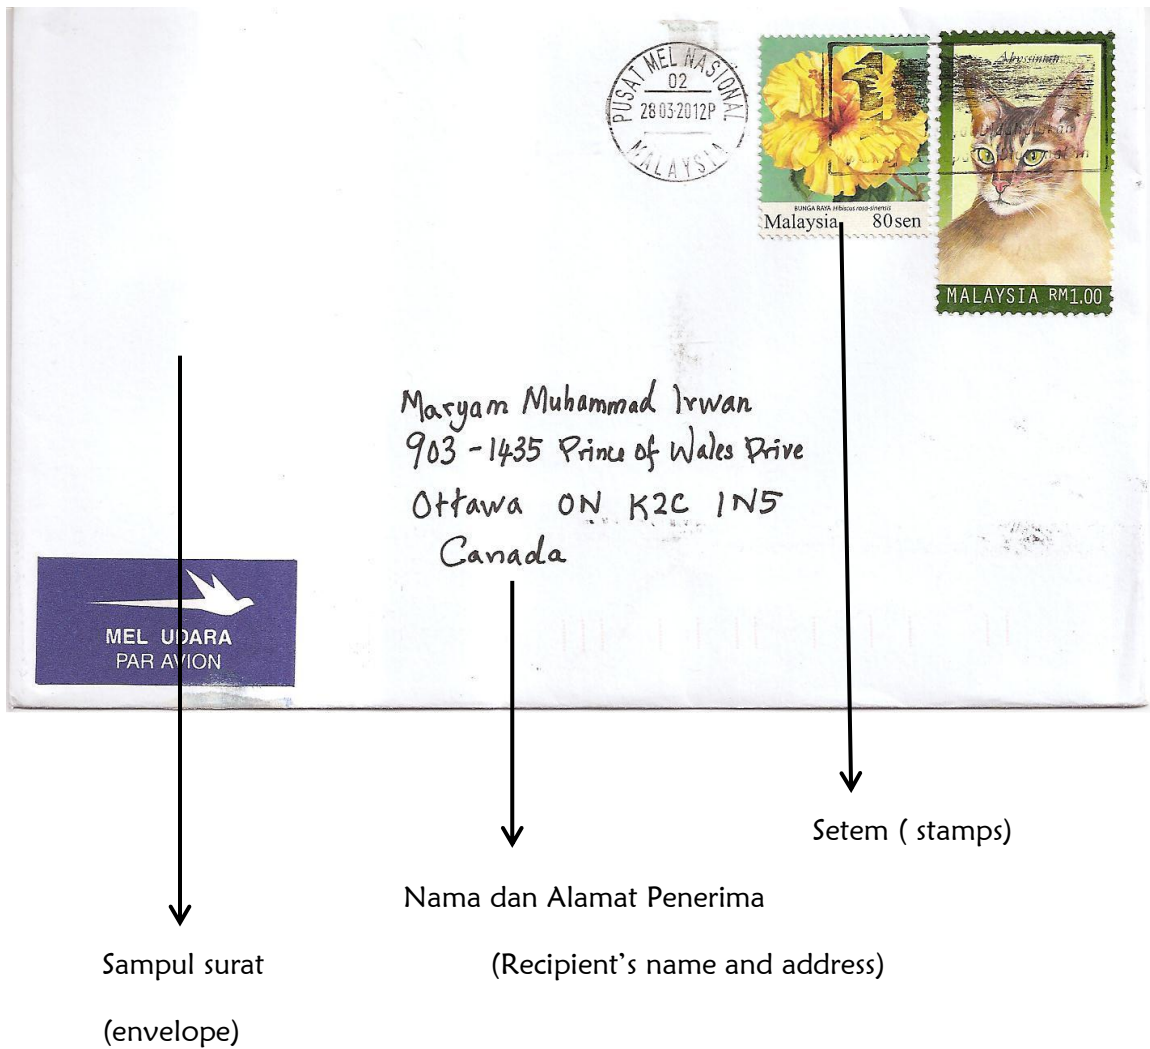 PUSAT MEL NASIONAL
02
28 03-2012P
MALAYSIA
BUNGA RAYA Hibiscus rosa-sinensis
Malaysia 80sen
Abyssinian
MALAYSIA RM1.00
Maryam Muhammad Irwan
903-1435 Prince of Wales Drive
Ottawa ON K2C 1N5
Canada
MEL UDARA
PAR AVION
Setem ( stamps)
Nama dan Alamat Penerima
Sampul surat
(Recipient's name and address)
(envelope)